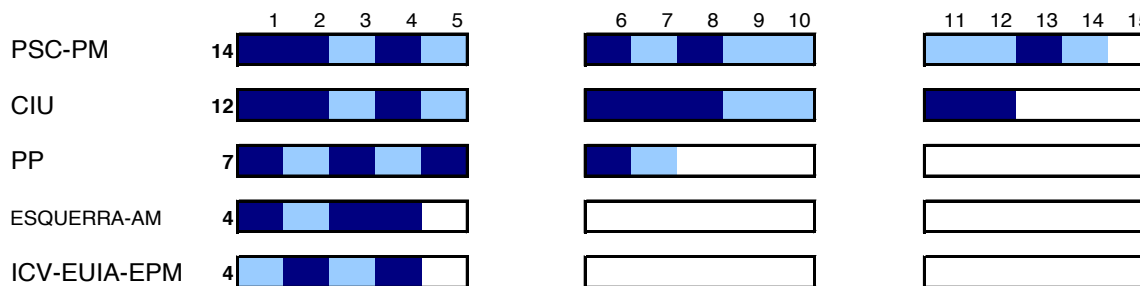 1 2 3 4 5 6 7 8 9 10 11 12 13 14 15
PSC-PM 14
CIU 12
PP 7
ESQUERRA-AM 4
ICV-EUIA-EPM 4